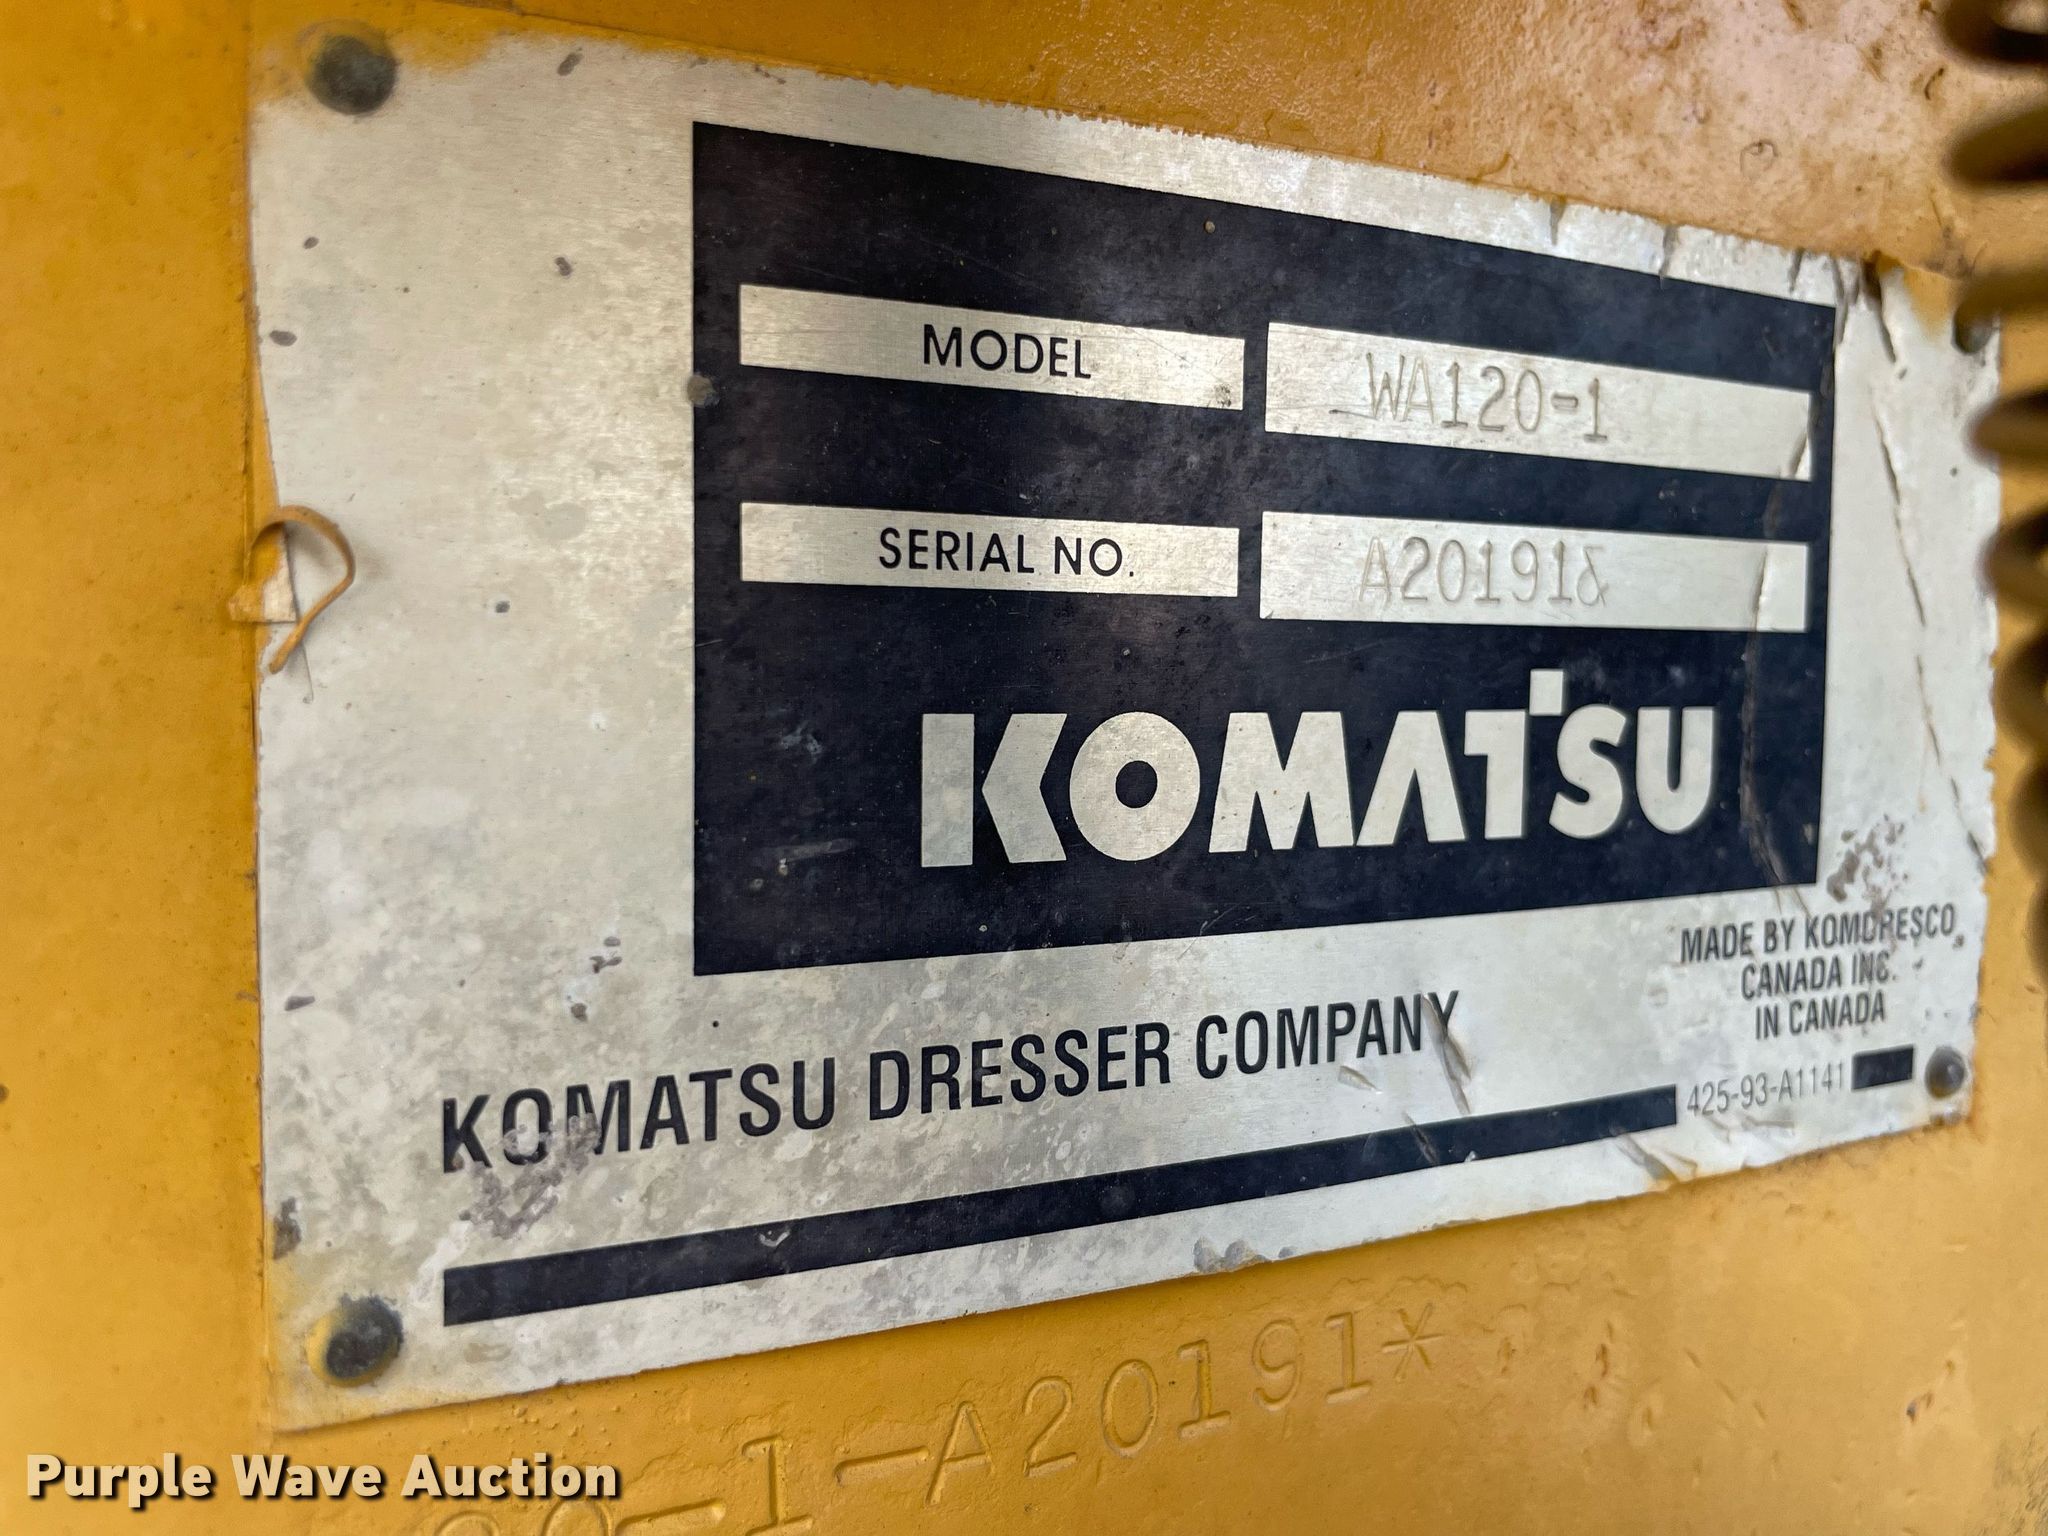 MODEL WA120-1
SERIAL NO. A20191&
KOMATSU
MADE BY KOMDRESCO
CANADA INC.
IN CANADA
KOMATSU DRESSER COMPANY
425-93-A1141
20-1-A20191*
Purple Wave Auction